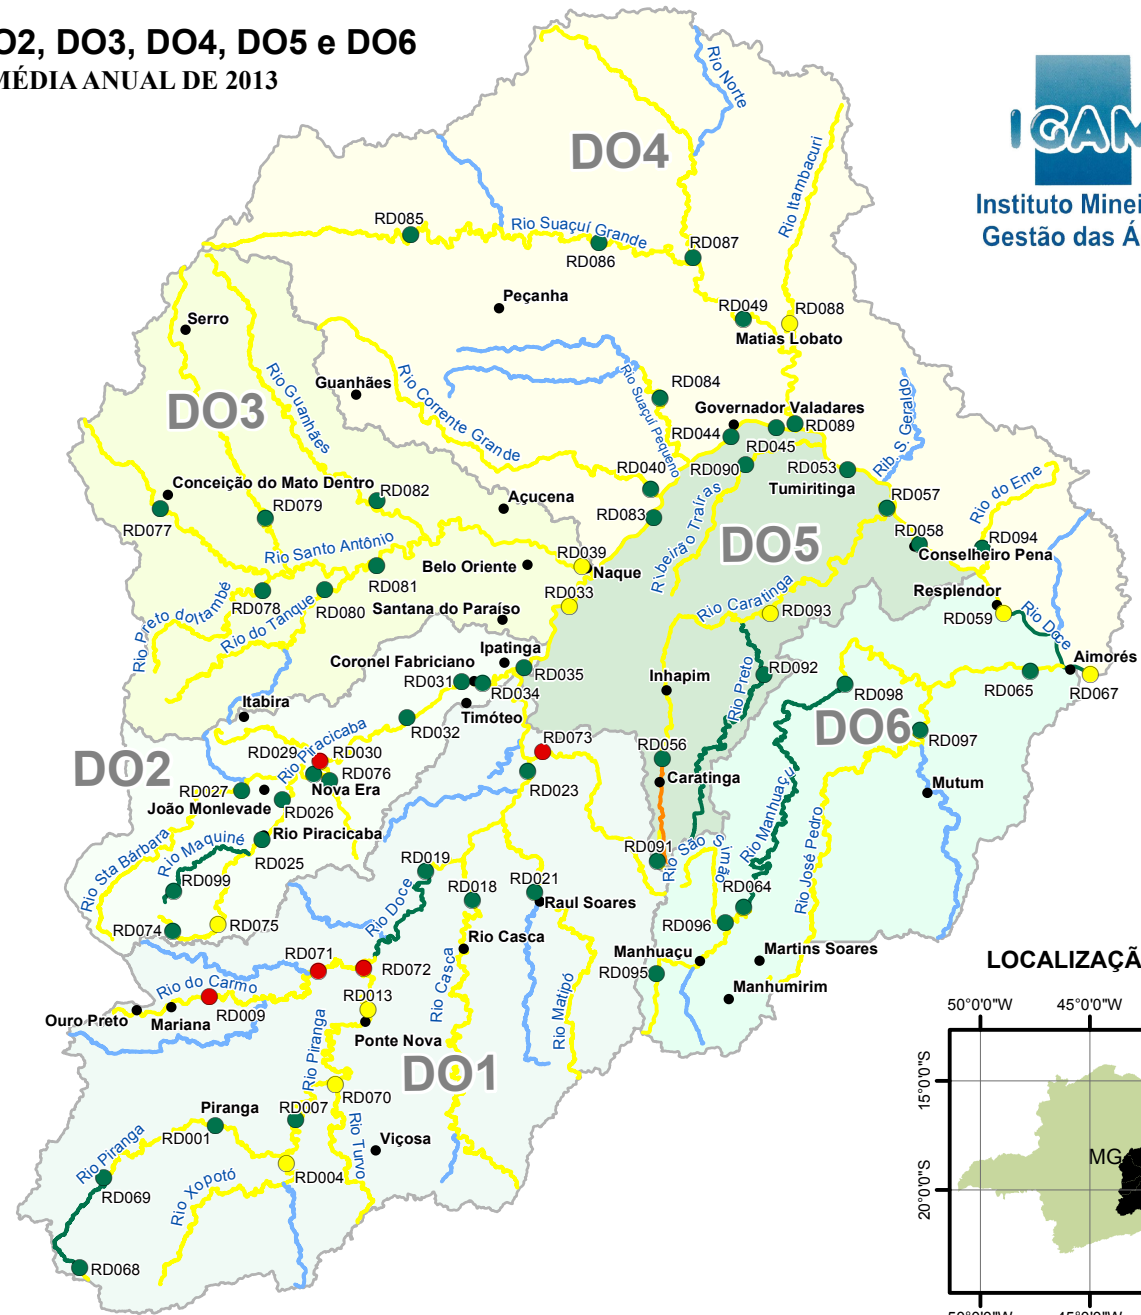 O2, DO3, DO4, DO5 e DO6
MÉDIA ANUAL DE 2013
IGAM
Instituto Minei
Gestão das Á
DO4
Rio Norte
Rio Itambacuri
RD085
Rio Suaçuí Grande
RD086
RD087
Peçanha
RD049
RD088
Matias Lobato
Serro
Guanhães
Rio Guanhães
DO3
Rio Corrente Grande
Rio Suaçuí Pequeno
RD084
Governador Valadares
RD044
RD089
RD045
RD090
RD053
Tumiritinga
Rib. S. Geraldo
Conceição do Mato Dentro
RD082
RD079
RD077
Açucena
RD040
RD083
Ribeirão Traíras
DO5
RD057
RD058
Conselheiro Pena
Rio do Eme
RD094
Rio Santo Antônio
RD081
Belo Oriente
RD039
Naque
RD033
Rio Preto do Itambé
RD078
RD080
Rio do Tanque
Santana do Paraíso
Rio Caratinga
RD093
Resplendor
RD059
Rio Doce
Aimorés
RD067
RD065
Ipatinga
Coronel Fabriciano
RD031
RD034
RD035
Timóteo
Inhapim
Rio Preto
RD092
RD098
DO6
RD097
Mutum
Itabira
RD032
Rio Piracicaba
DO2
RD029
RD030
RD076
Nova Era
RD027
João Monlevade
RD026
Rio Piracicaba
RD025
RD073
RD023
RD056
Caratinga
Rio Manhuaçu
Rio José Pedro
Rio Sta Bárbara
Rio Maquiné
RD099
RD074
RD075
RD019
Rio Doce
RD018
RD021
Raul Soares
RD091
Rio São Simão
RD064
RD096
Rio Casca
Rio Casca
Rio Matipó
RD071
RD072
Rio do Carmo
RD009
Ouro Preto
Mariana
RD013
Ponte Nova
Manhuaçu
RD095
Martins Soares
Manhumirim
Rio Piranga
DO1
RD070
Rio Turvo
Viçosa
Piranga
RD007
RD001
RD004
Rio Piranga
RD069
Rio Xopotó
RD068
LOCALIZAÇÃ
50°0'0"W
45°0'0"W
15°0'0"S
20°0'0"S
MG
50°0'0"W
45°0'0"W